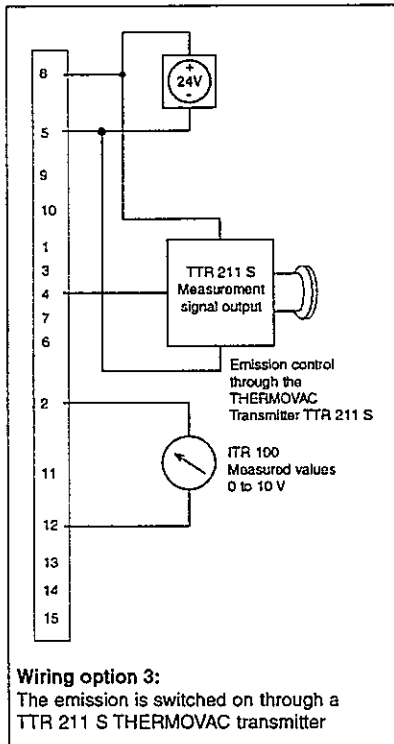 8
+
24V
-
5
9
10
1
3
4
7
6
TTR 211 S
Measurement
signal output
Emission control
through the
THERMOVAC
Transmitter TTR 211 S
2
ITR 100
Measured values
0 to 10 V
11
12
13
14
15
Wiring option 3:
The emission is switched on through a
TTR 211 S THERMOVAC transmitter